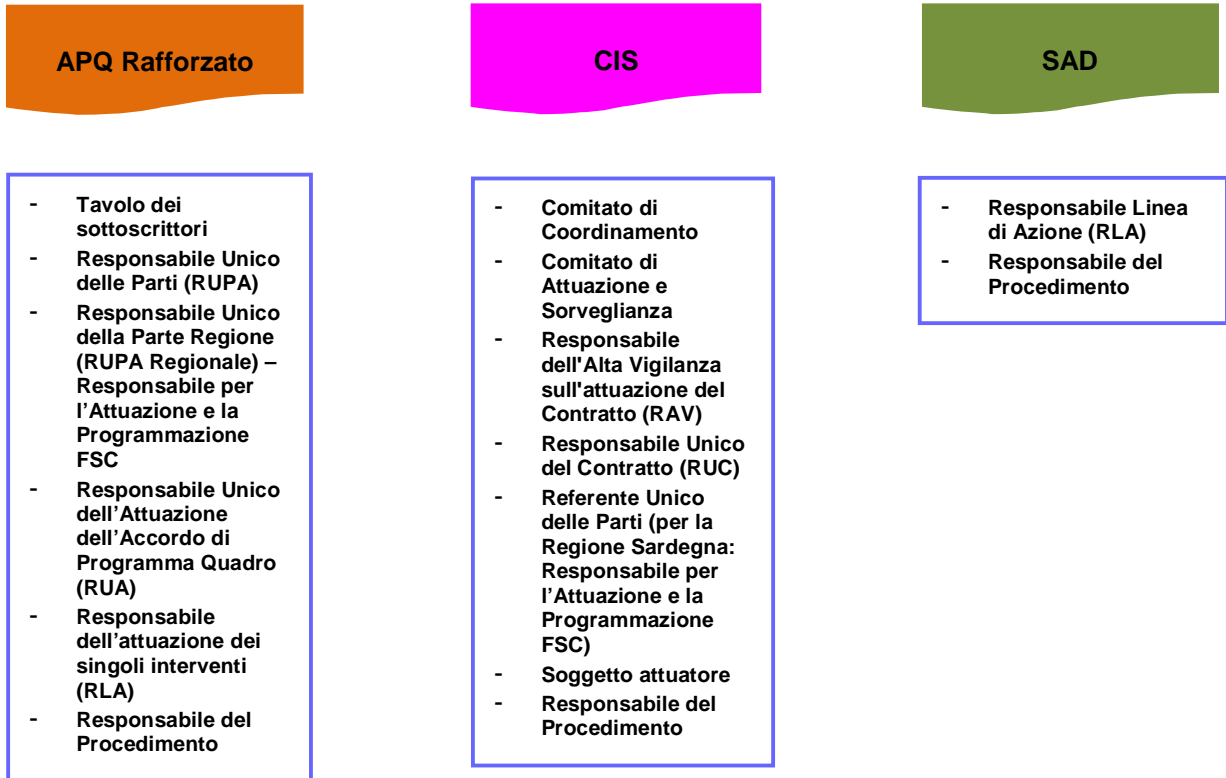 APQ Rafforzato
CIS
SAD
- Tavolo dei
sottoscrittori
- Responsabile Unico
delle Parti (RUPA)
- Responsabile Unico
della Parte Regione
(RUPA Regionale) –
Responsabile per
l’Attuazione e la
Programmazione
FSC
- Responsabile Unico
dell’Attuazione
dell’Accordo di
Programma Quadro
(RUA)
- Responsabile
dell’attuazione dei
singoli interventi
(RLA)
- Responsabile del
Procedimento
- Comitato di
Coordinamento
- Comitato di
Attuazione e
Sorveglianza
- Responsabile
dell'Alta Vigilanza
sull'attuazione del
Contratto (RAV)
- Responsabile Unico
del Contratto (RUC)
- Referente Unico
delle Parti (per la
Regione Sardegna:
Responsabile per
l’Attuazione e la
Programmazione
FSC)
- Soggetto attuatore
- Responsabile del
Procedimento
- Responsabile Linea
di Azione (RLA)
- Responsabile del
Procedimento